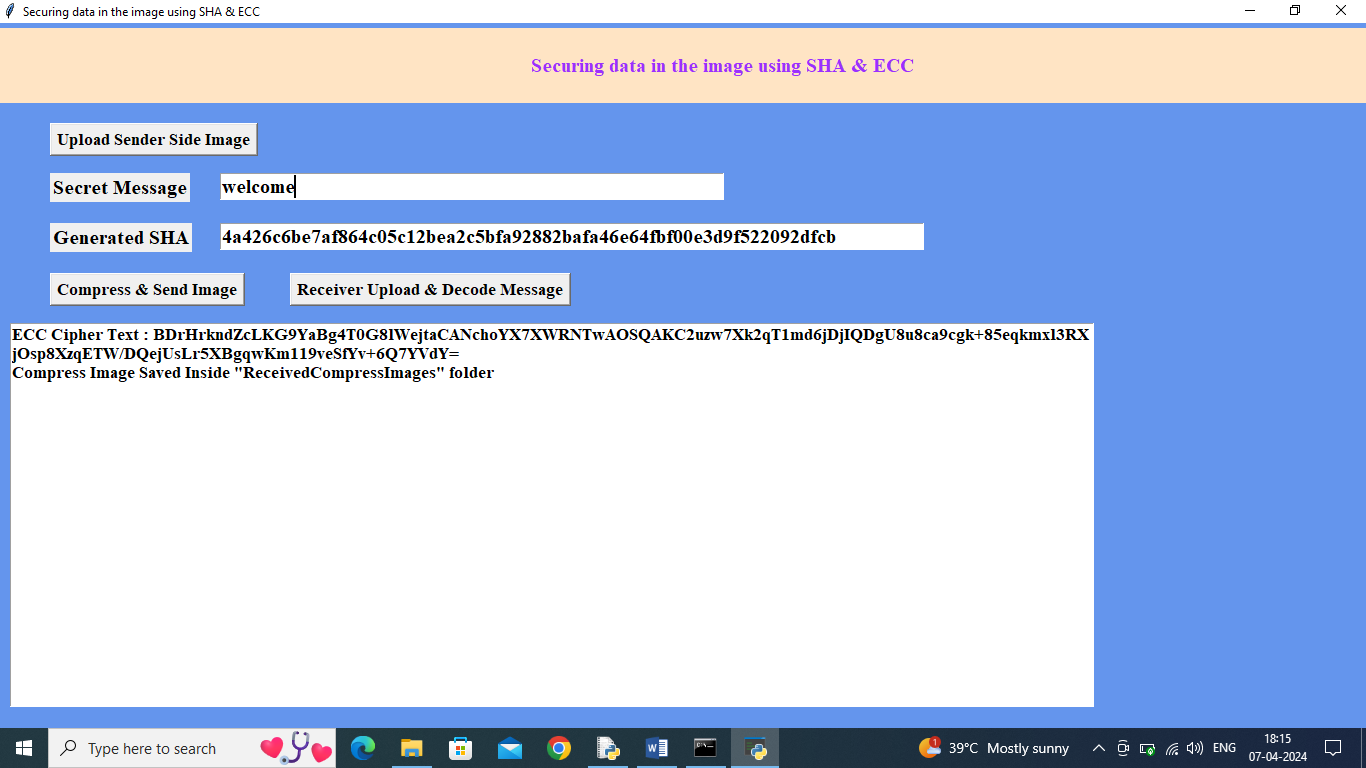 Securing data in the image using SHA & ECC
Securing data in the image using SHA & ECC
Upload Sender Side Image
Secret Message welcome
Generated SHA 4a426c6be7af864c05c12bea2c5bfa92882bafa46e64fbf00e3d9f522092dfcb
Compress & Send Image Receiver Upload & Decode Message
ECC Cipher Text : BDrHrkndZcLKG9YaBg4T0G8lWejtaCANchoYX7XWRNTwAOSQAKC2uzw7Xk2qT1md6jDjIQDgU8u8ca9cgk+85eqkmxl3RX
jOsp8XzqETW/DQejUsLr5XBgqwKm119veSfYv+6Q7YVdY=
Compress Image Saved Inside "ReceivedCompressImages" folder
Type here to search
1
39°C Mostly sunny
ENG
18:15
07-04-2024